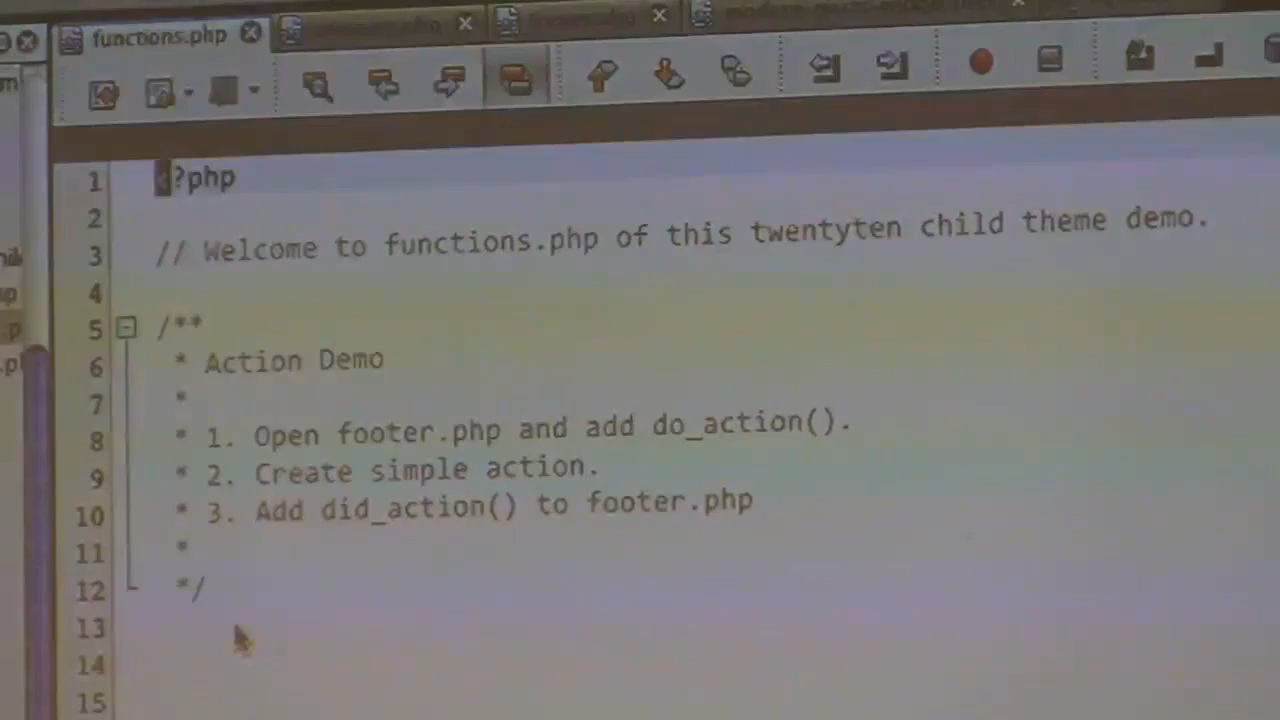 functions.php
1 <?php
2
3 // Welcome to functions.php of this twentyten child theme demo.
4
5 /**
6 * Action Demo
7 *
8 * 1. Open footer.php and add do_action().
9 * 2. Create simple action.
10 * 3. Add did_action() to footer.php
11 *
12 */
13
14
15